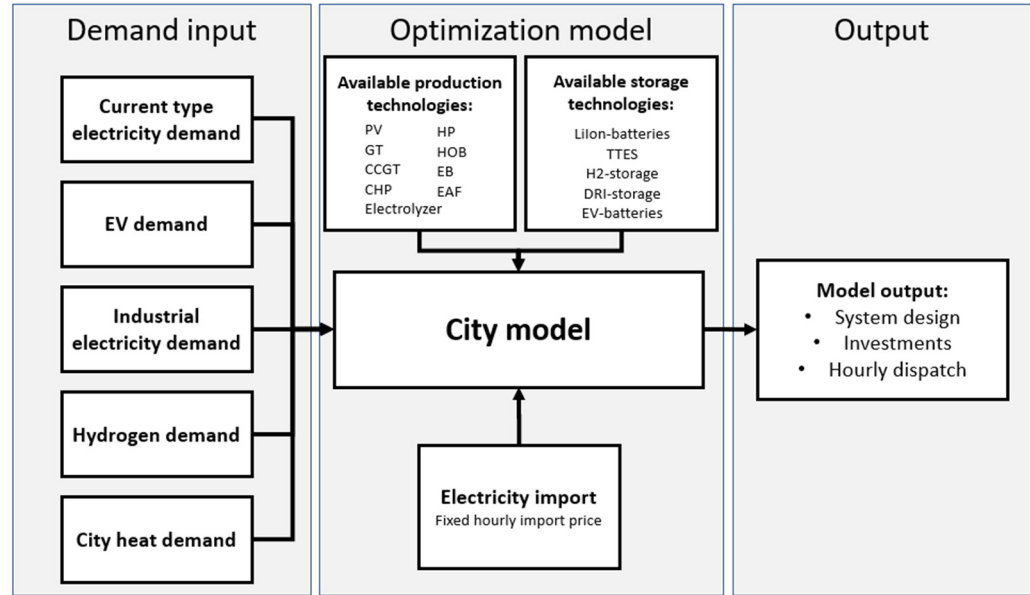 Demand input
Current type
electricity demand
EV demand
Industrial
electricity demand
Hydrogen demand
City heat demand
Optimization model
Available production
technologies:
PV HP
GT HOB
CCGT EB
CHP EAF
Electrolyzer
Available storage
technologies:
LiIon-batteries
TTES
H2-storage
DRI-storage
EV-batteries
City model
Electricity import
Fixed hourly import price
Output
Model output:
• System design
• Investments
• Hourly dispatch